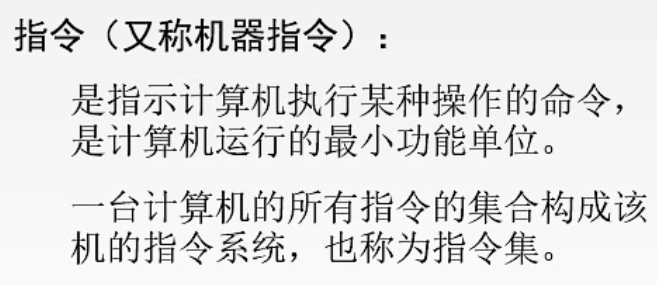 指令（又称机器指令）：
是指示计算机执行某种操作的命令，
是计算机运行的最小功能单位。
一台计算机的所有指令的集合构成该
机的指令系统，也称为指令集。